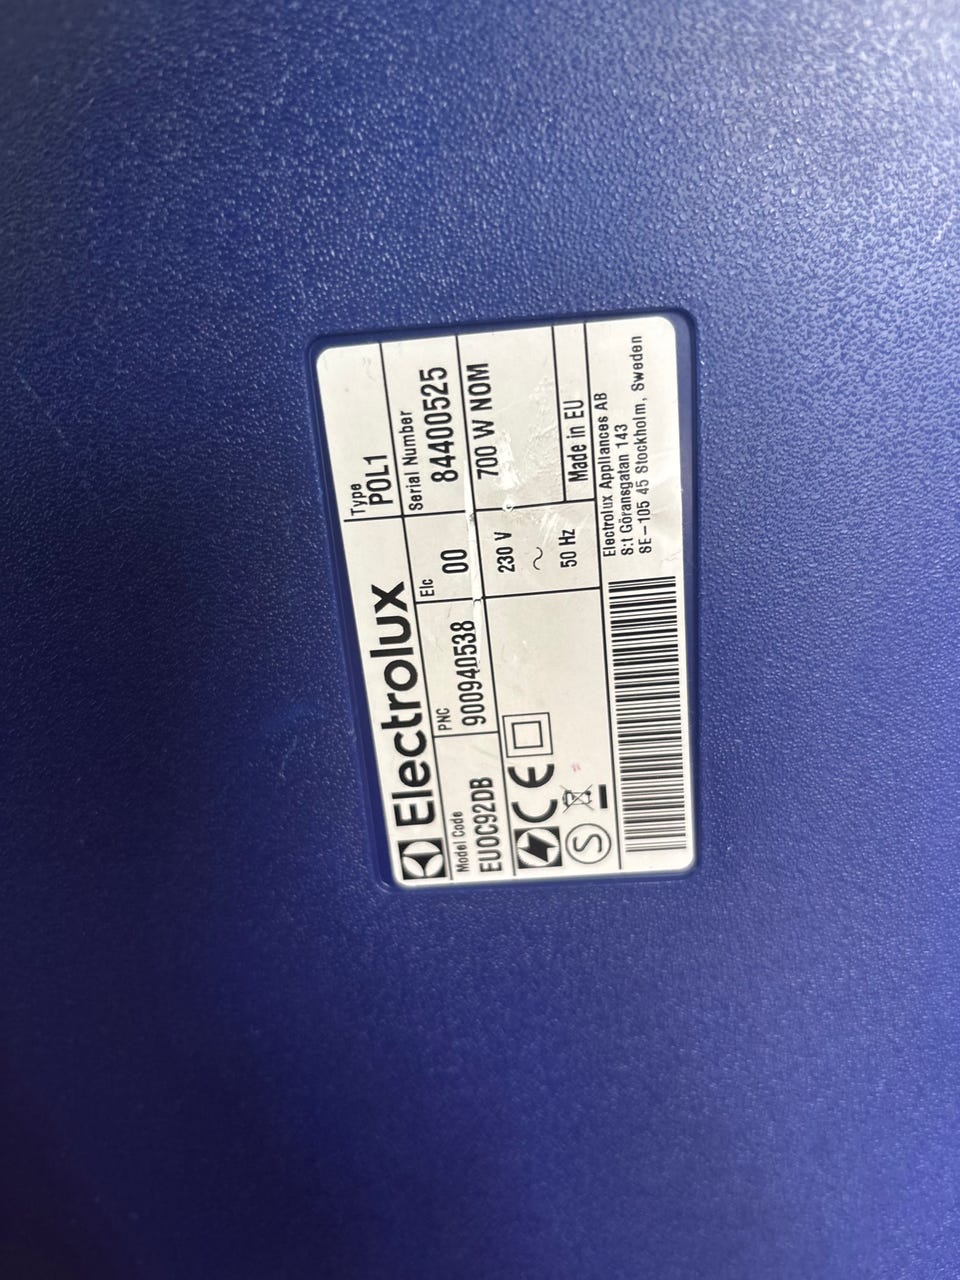 Electrolux
Type
POL1
Model Code
EUOC92DB
PNC
900940538
Elc
00
Serial Number
84400525
CE
230 V
~
50 Hz
700 W NOM
Made in EU
S
Electrolux Appliances AB
S:t Göransgatan 143
SE-105 45 Stockholm, Sweden